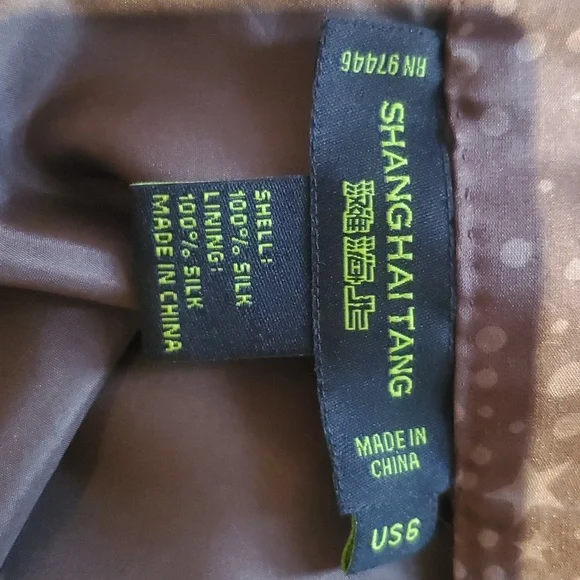 RN 97446
SHANGHAI TANG
上海灘
MADE IN
CHINA
US6
SHELL:
100% SILK
LINING:
100% SILK
MADE IN CHINA